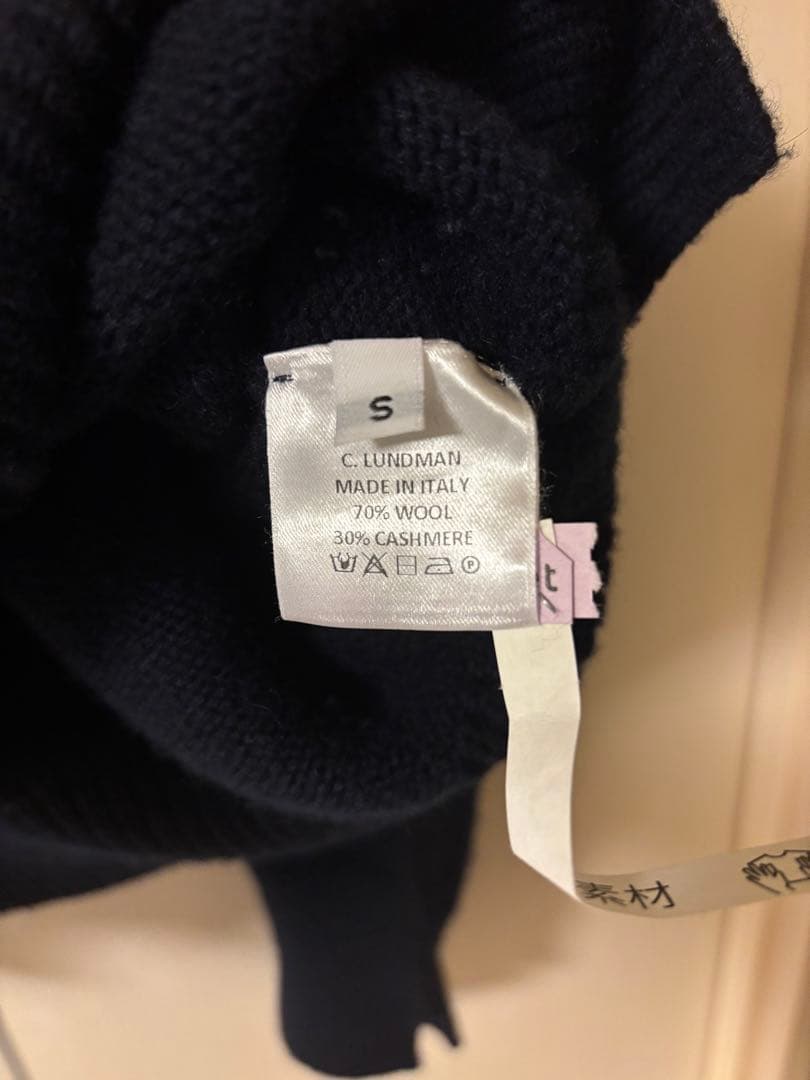 S
C. LUNDMAN
MADE IN ITALY
70% WOOL
30% CASHMERE
P
素材